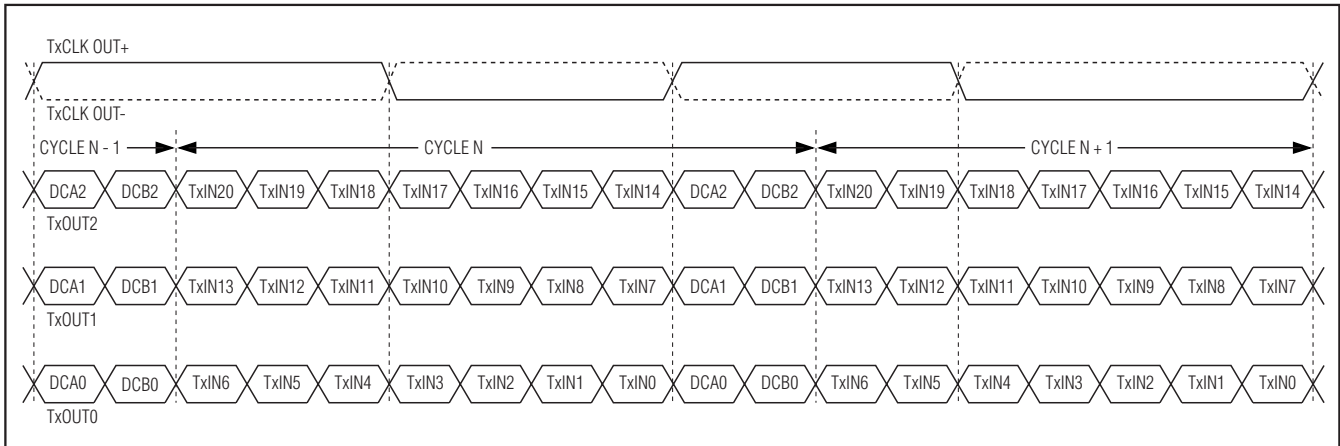 TxCLK OUT+
TxCLK OUT-
CYCLE N - 1 CYCLE N CYCLE N + 1
DCA2 DCB2 TxIN20 TxIN19 TxIN18 TxIN17 TxIN16 TxIN15 TxIN14 DCA2 DCB2 TxIN20 TxIN19 TxIN18 TxIN17 TxIN16 TxIN15 TxIN14
TxOUT2
DCA1 DCB1 TxIN13 TxIN12 TxIN11 TxIN10 TxIN9 TxIN8 TxIN7 DCA1 DCB1 TxIN13 TxIN12 TxIN11 TxIN10 TxIN9 TxIN8 TxIN7
TxOUT1
DCA0 DCB0 TxIN6 TxIN5 TxIN4 TxIN3 TxIN2 TxIN1 TxIN0 DCA0 DCB0 TxIN6 TxIN5 TxIN4 TxIN3 TxIN2 TxIN1 TxIN0
TxOUT0